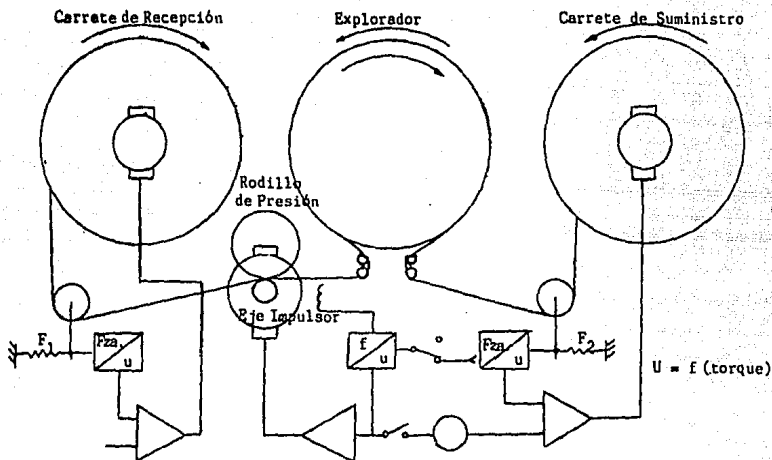 Carrete de Recepción
Explorador
Carrete de Suministro
Rodillo
de Presión
Eje Impulsor
F1
Fza.
u
f
u
Fza.
u
F2
U = f (torque)